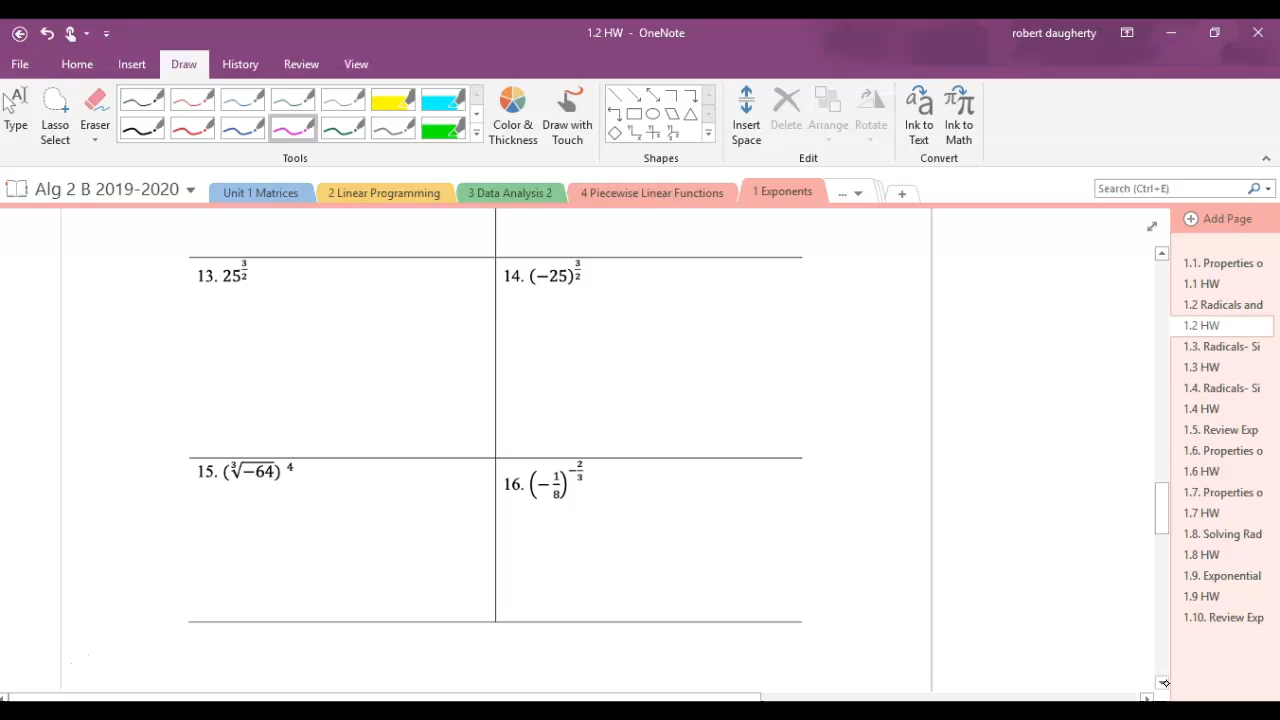 1.2 HW - OneNote
robert daugherty
File Home Insert Draw History Review View
Type
Lasso Select
Eraser
Color & Thickness
Draw with Touch
Insert Space
Delete
Arrange
Rotate
Ink to Text
Ink to Math
Tools
Shapes
Edit
Convert
Alg 2 B 2019-2020
Unit 1 Matrices
2 Linear Programming
3 Data Analysis 2
4 Piecewise Linear Functions
1 Exponents
...
Search (Ctrl+E)
Add Page
13. 25^{3/2}
14. (−25)^{3/2}
15. (∛−64)^4
16. (−1/8)^{−2/3}
1.1. Properties o
1.1 HW
1.2 Radicals and
1.2 HW
1.3. Radicals- Si
1.3 HW
1.4. Radicals- Si
1.4 HW
1.5. Review Exp
1.6. Properties o
1.6 HW
1.7. Properties o
1.7 HW
1.8. Solving Rad
1.8 HW
1.9. Exponential
1.9 HW
1.10. Review Exp